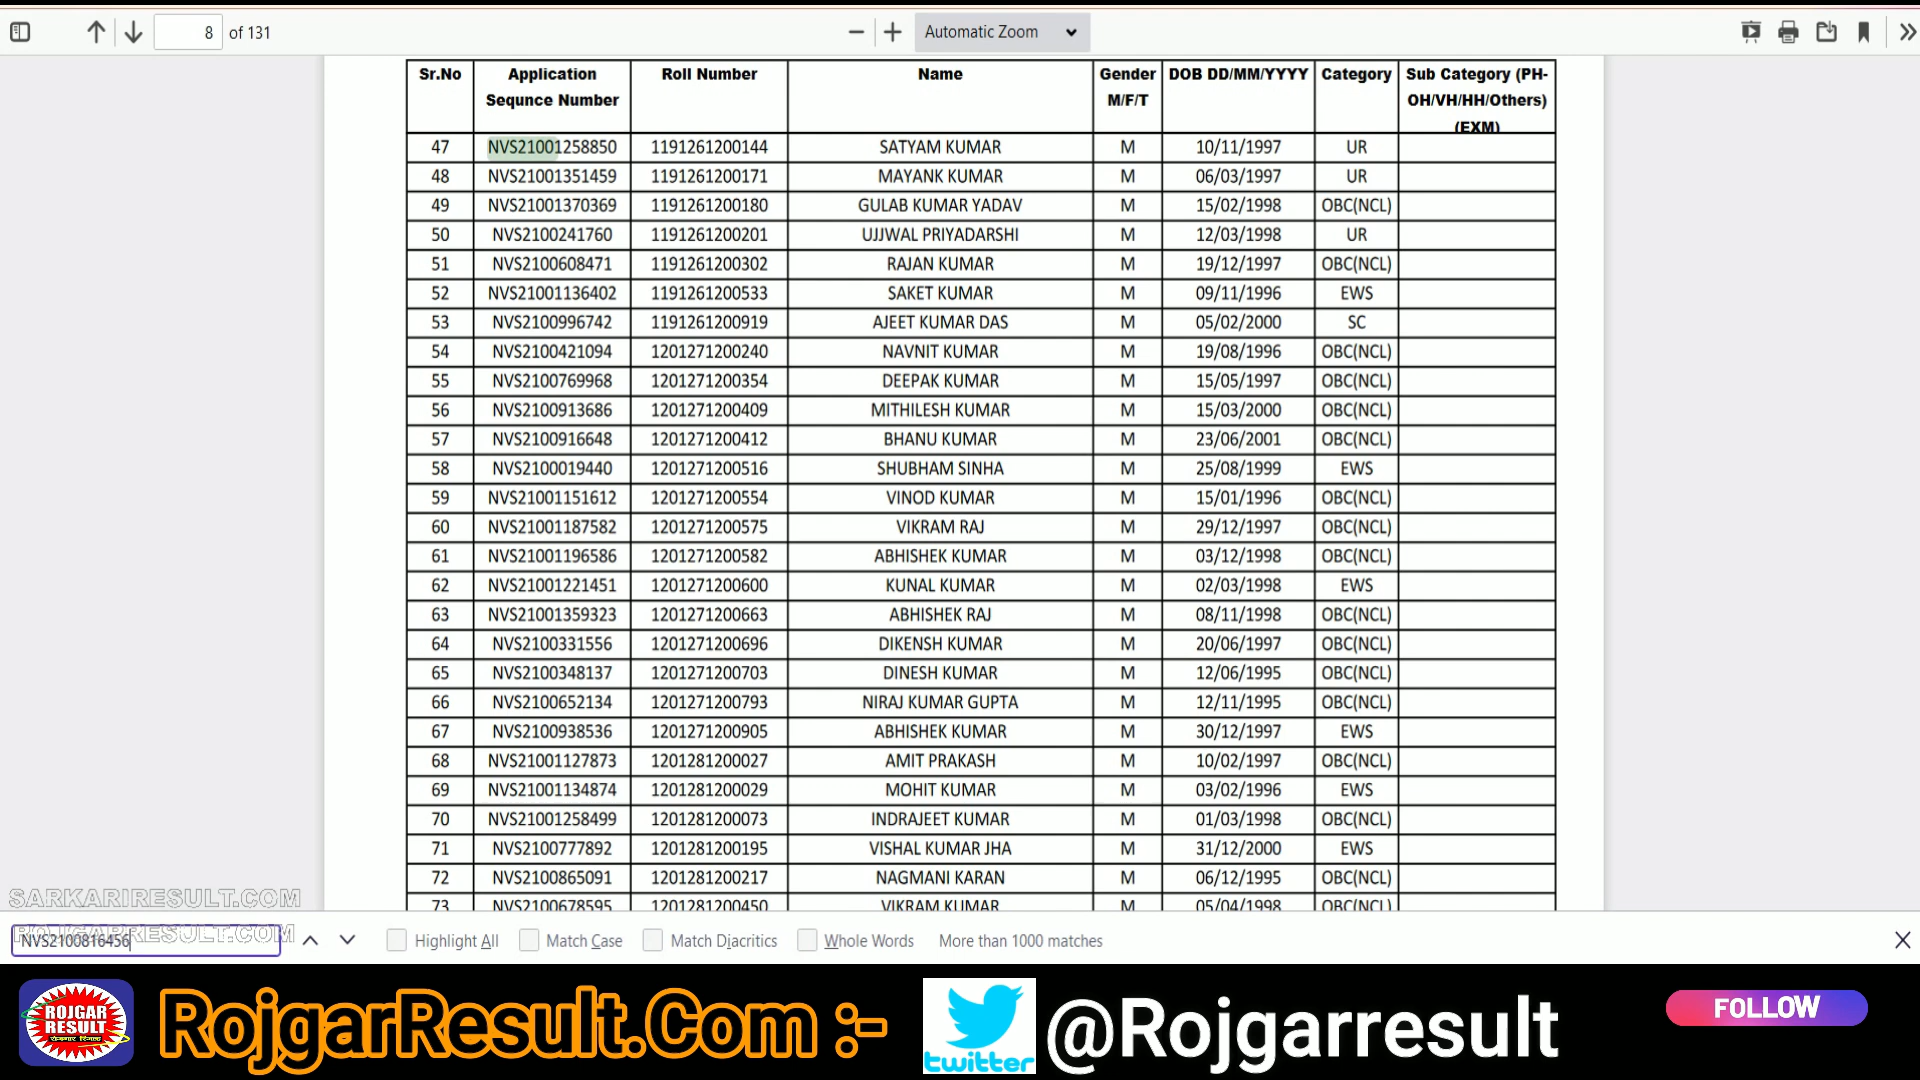 8 of 131
Automatic Zoom
Sr.No Application Sequnce Number Roll Number Name Gender M/F/T DOB DD/MM/YYYY Category Sub Category (PH-OH/VH/HH/Others) (EXM)
47 NVS21001258850 1191261200144 SATYAM KUMAR M 10/11/1997 UR
48 NVS21001351459 1191261200171 MAYANK KUMAR M 06/03/1997 UR
49 NVS21001370369 1191261200180 GULAB KUMAR YADAV M 15/02/1998 OBC(NCL)
50 NVS2100241760 1191261200201 UJJWAL PRIYADARSHI M 12/03/1998 UR
51 NVS2100608471 1191261200302 RAJAN KUMAR M 19/12/1997 OBC(NCL)
52 NVS21001136402 1191261200533 SAKET KUMAR M 09/11/1996 EWS
53 NVS2100996742 1191261200919 AJEET KUMAR DAS M 05/02/2000 SC
54 NVS2100421094 1201271200240 NAVNIT KUMAR M 19/08/1996 OBC(NCL)
55 NVS2100769968 1201271200354 DEEPAK KUMAR M 15/05/1997 OBC(NCL)
56 NVS2100913686 1201271200409 MITHILESH KUMAR M 15/03/2000 OBC(NCL)
57 NVS2100916648 1201271200412 BHANU KUMAR M 23/06/2001 OBC(NCL)
58 NVS2100019440 1201271200516 SHUBHAM SINHA M 25/08/1999 EWS
59 NVS21001151612 1201271200554 VINOD KUMAR M 15/01/1996 OBC(NCL)
60 NVS21001187582 1201271200575 VIKRAM RAJ M 29/12/1997 OBC(NCL)
61 NVS21001196586 1201271200582 ABHISHEK KUMAR M 03/12/1998 OBC(NCL)
62 NVS21001221451 1201271200600 KUNAL KUMAR M 02/03/1998 EWS
63 NVS21001359323 1201271200663 ABHISHEK RAJ M 08/11/1998 OBC(NCL)
64 NVS2100331556 1201271200696 DIKENSH KUMAR M 20/06/1997 OBC(NCL)
65 NVS2100348137 1201271200703 DINESH KUMAR M 12/06/1995 OBC(NCL)
66 NVS2100652134 1201271200793 NIRAJ KUMAR GUPTA M 12/11/1995 OBC(NCL)
67 NVS2100938536 1201271200905 ABHISHEK KUMAR M 30/12/1997 EWS
68 NVS21001127873 1201281200027 AMIT PRAKASH M 10/02/1997 OBC(NCL)
69 NVS21001134874 1201281200029 MOHIT KUMAR M 03/02/1996 EWS
70 NVS21001258499 1201281200073 INDRAJEET KUMAR M 01/03/1998 OBC(NCL)
71 NVS2100777892 1201281200195 VISHAL KUMAR JHA M 31/12/2000 EWS
72 NVS2100865091 1201281200217 NAGMANI KARAN M 06/12/1995 OBC(NCL)
73 NVS2100678595 1201281200450 VIKRAM KUMAR M 05/04/1998 OBC(NCL)
SARKARIRESULT.COM
ROJGARRESULT.COM
NVS2100816456 Highlight All Match Case Match Diacritics Whole Words More than 1000 matches
ROJGAR RESULT रोजगार रिजल्ट
RojgarResult.Com :- twitter @Rojgarresult FOLLOW